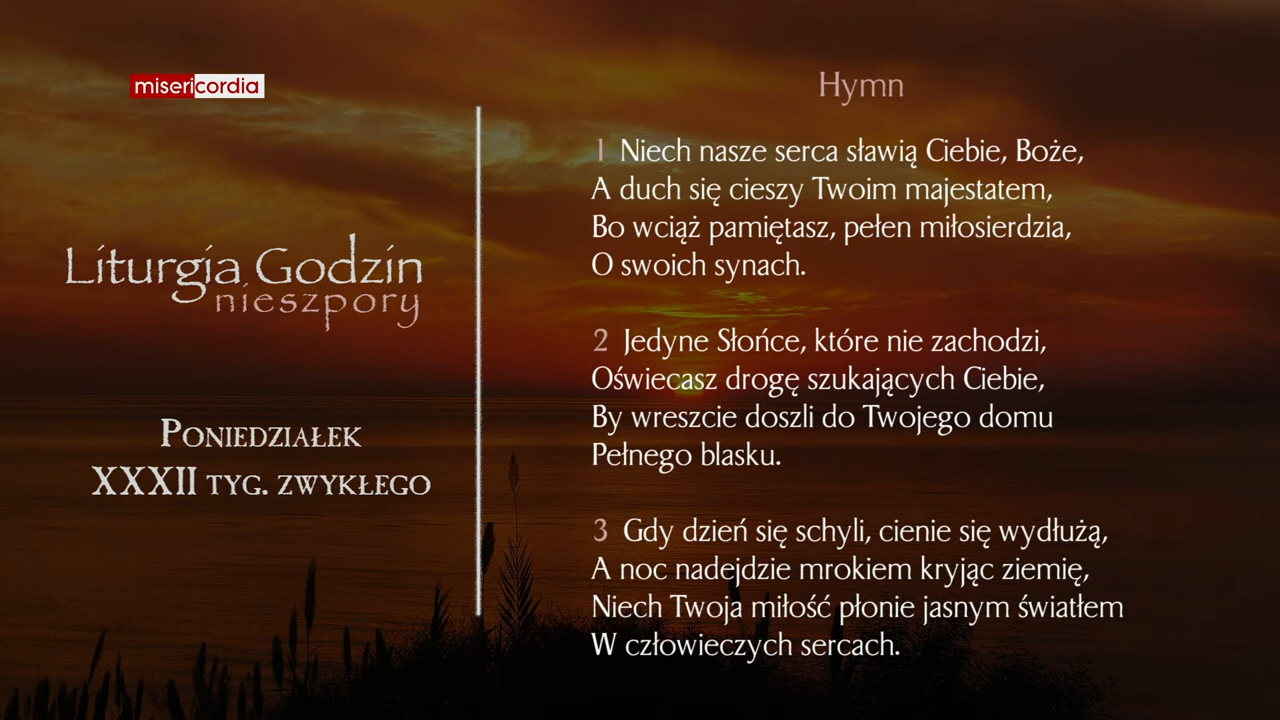 misericordia
Liturgia Godzin
nieszpory
Poniedziałek
XXXII tyg. zwykłego
Hymn
1 Niech nasze serca sławią Ciebie, Boże,
A duch się cieszy Twoim majestatem,
Bo wciąż pamiętasz, pełen miłosierdzia,
O swoich synach.
2 Jedyne Słońce, które nie zachodzi,
Oświecasz drogę szukających Ciebie,
By wreszcie doszli do Twojego domu
Pełnego blasku.
3 Gdy dzień się schyli, cienie się wydłużą,
A noc nadejdzie mrokiem kryjąc ziemię,
Niech Twoja miłość płonie jasnym światłem
W człowieczych sercach.